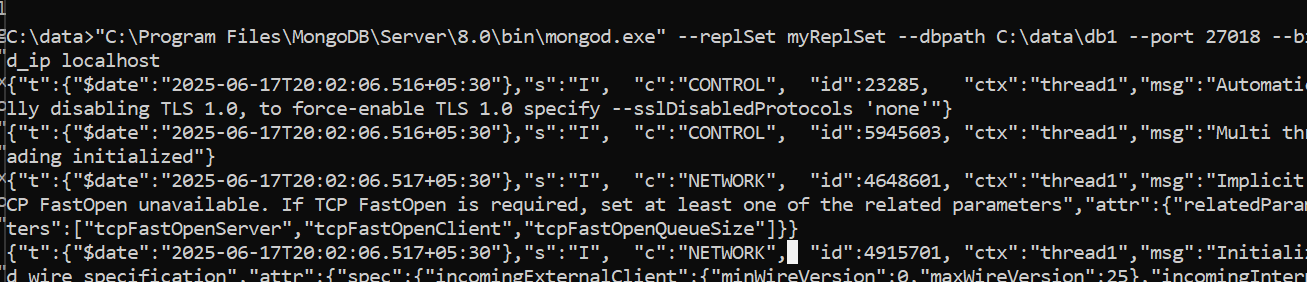 C:\data>"C:\Program Files\MongoDB\Server\8.0\bin\mongod.exe" --replSet myReplSet --dbpath C:\data\db1 --port 27018 --bi
d_ip localhost
{"t":{"$date":"2025-06-17T20:02:06.516+05:30"},"s":"I",  "c":"CONTROL",  "id":23285,   "ctx":"thread1","msg":"Automatic
lly disabling TLS 1.0, to force-enable TLS 1.0 specify --sslDisabledProtocols 'none'"}
{"t":{"$date":"2025-06-17T20:02:06.516+05:30"},"s":"I",  "c":"CONTROL",  "id":5945603, "ctx":"thread1","msg":"Multi thr
ading initialized"}
{"t":{"$date":"2025-06-17T20:02:06.517+05:30"},"s":"I",  "c":"NETWORK",  "id":4648601, "ctx":"thread1","msg":"Implicit
CP FastOpen unavailable. If TCP FastOpen is required, set at least one of the related parameters","attr":{"relatedParam
ters":["tcpFastOpenServer","tcpFastOpenClient","tcpFastOpenQueueSize"]}}
{"t":{"$date":"2025-06-17T20:02:06.517+05:30"},"s":"I",  "c":"NETWORK",  "id":4915701, "ctx":"thread1","msg":"Initializ
d wire specification","attr":{"spec":{"incomingExternalClient":{"minWireVersion":0,"maxWireVersion":25},"incomingIntern